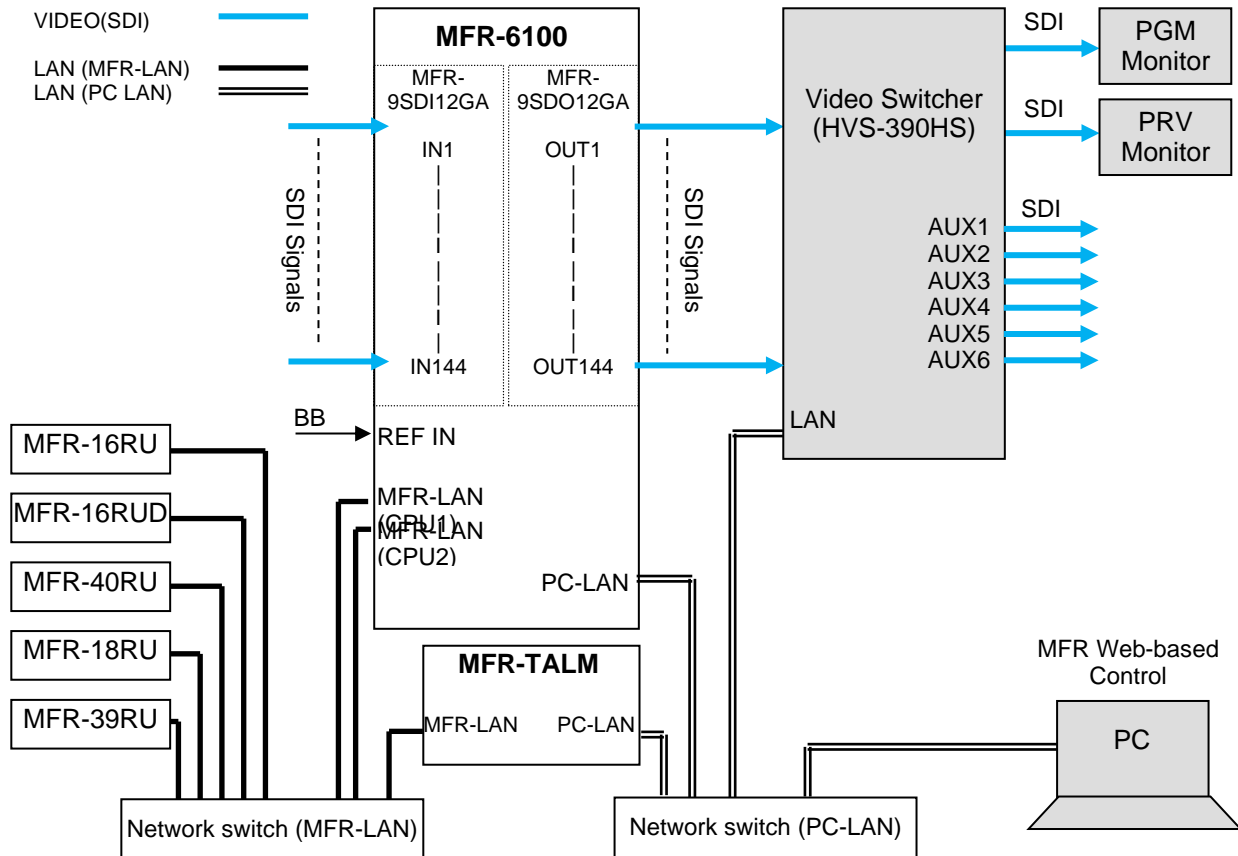 VIDEO(SDI)
LAN (MFR-LAN)
LAN (PC LAN)
MFR-6100
MFR-
9SDI12GA
MFR-
9SDO12GA
IN1
OUT1
IN144
OUT144
SDI Signals
SDI Signals
BB
REF IN
MFR-LAN
(CPU1)
MFR-LAN
(CPU2)
PC-LAN
Video Switcher
(HVS-390HS)
AUX1
AUX2
AUX3
AUX4
AUX5
AUX6
LAN
SDI
PGM
Monitor
SDI
PRV
Monitor
SDI
MFR-16RU
MFR-16RUD
MFR-40RU
MFR-18RU
MFR-39RU
MFR-TALM
MFR-LAN
PC-LAN
MFR Web-based
Control
PC
Network switch (MFR-LAN)
Network switch (PC-LAN)